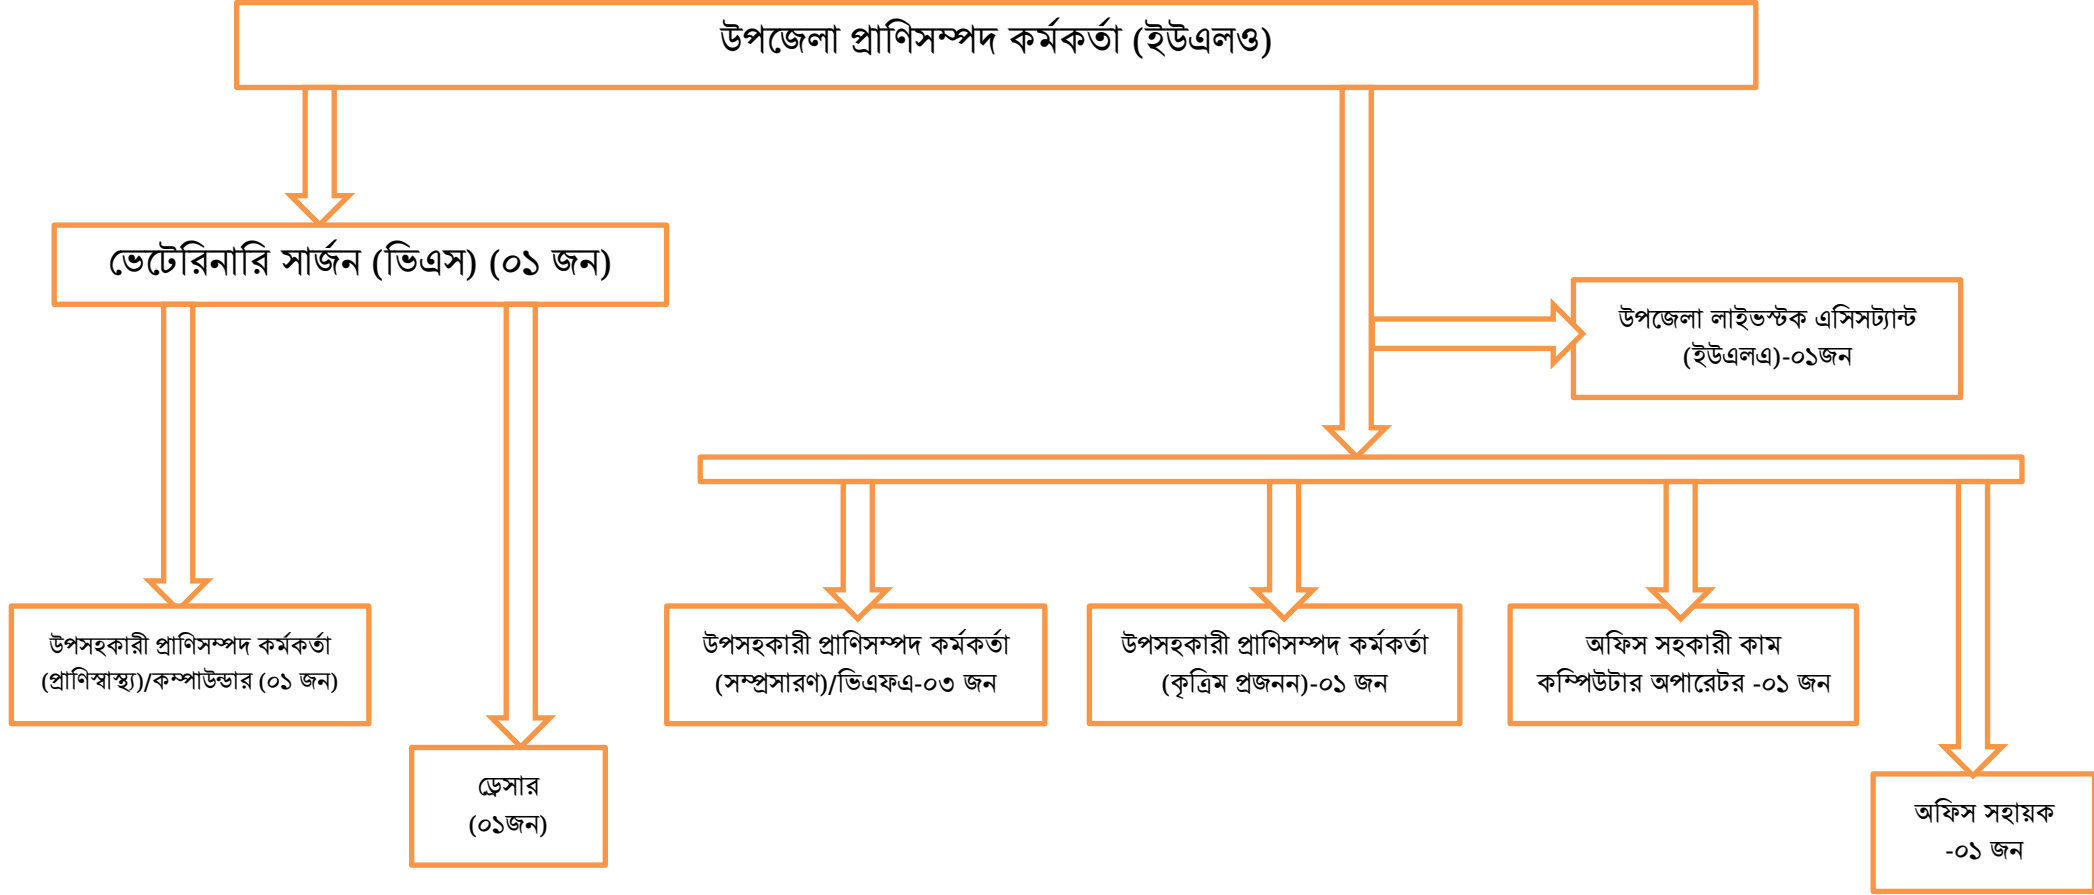 উপজেলা প্রাণিসম্পদ কর্মকর্তা (ইউএলও)
ভেটেরিনারি সার্জন (ভিএস) (০১ জন)
উপজেলা লাইভস্টক এসিসট্যান্ট
(ইউএলএ)-০১জন
উপসহকারী প্রাণিসম্পদ কর্মকর্তা
(প্রাণিস্বাস্থ্য)/কম্পাউন্ডার (০১ জন)
উপসহকারী প্রাণিসম্পদ কর্মকর্তা
(সম্প্রসারণ)/ভিএফএ-০৩ জন
উপসহকারী প্রাণিসম্পদ কর্মকর্তা
(কৃত্রিম প্রজনন)-০১ জন
অফিস সহকারী কাম
কম্পিউটার অপারেটর -০১ জন
ড্রেসার
(০১জন)
অফিস সহায়ক
-০১ জন